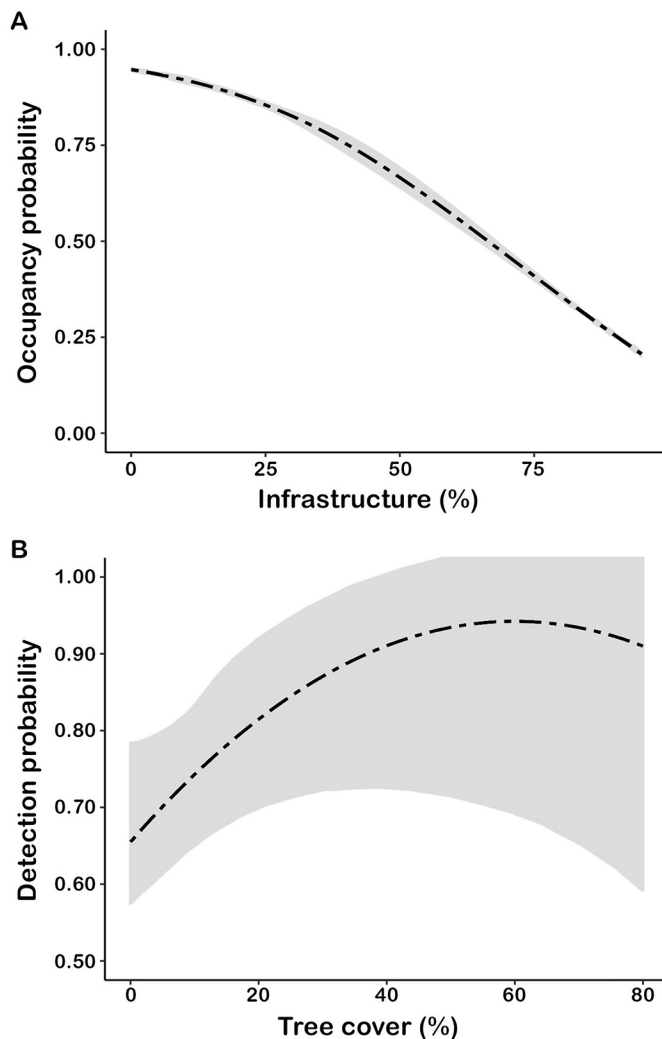 A
1.00
0.75
0.50
0.25
0.00
Occupancy probability
0 25 50 75
Infrastructure (%)
B
1.00
0.90
0.80
0.70
0.60
0.50
Detection probability
0 20 40 60 80
Tree cover (%)